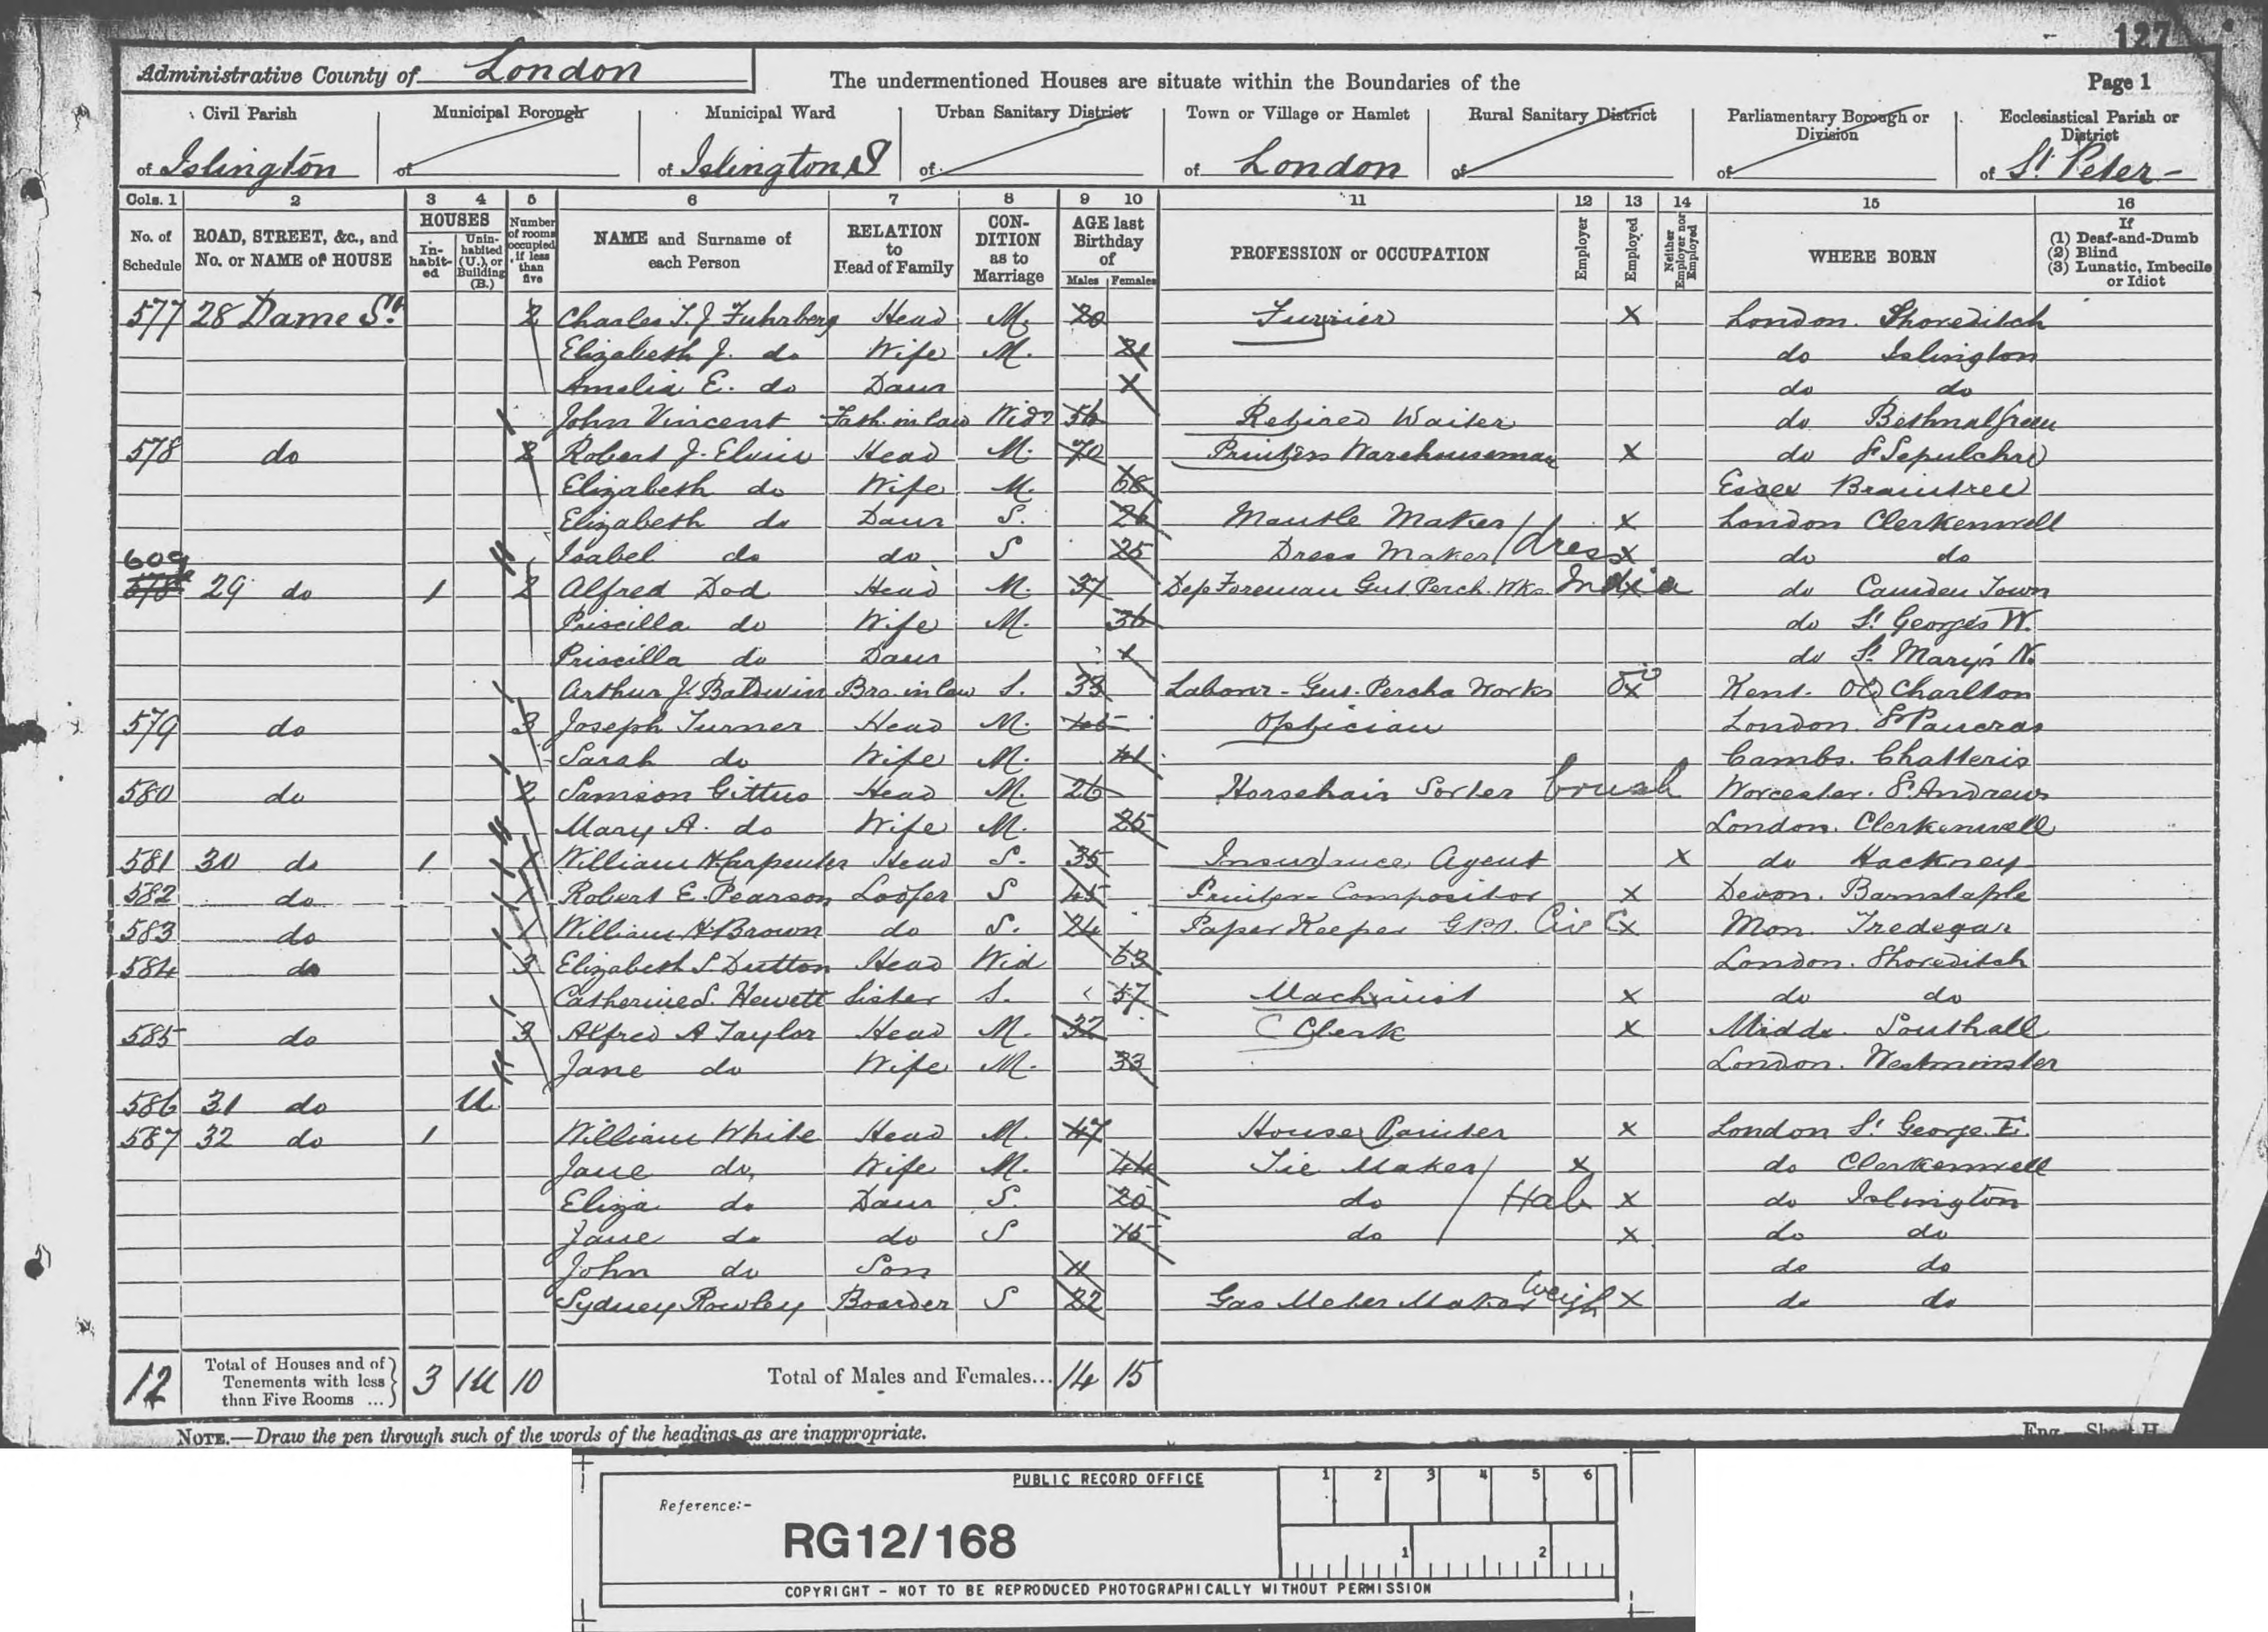 127
Administrative County of London
The undermentioned Houses are situate within the Boundaries of the
Page 1
Civil Parish Municipal Borough Municipal Ward Urban Sanitary District Town or Village or Hamlet Rural Sanitary District Parliamentary Borough or Division Ecclesiastical Parish or District
of Islington of of Islington S of of London of of of St. Peter -
Cols. 1 2 3 4 5 6 7 8 9 10 11 12 13 14 15 16
No. of Schedule ROAD, STREET, &c., and No. or NAME of HOUSE HOUSES In-habit-ed Unin-habited (U.), or Building (B.) Number of rooms occupied if less than five NAME and Surname of each Person RELATION to Head of Family CON-DITION as to Marriage AGE last Birthday of Males Females PROFESSION or OCCUPATION Employer Employed Neither Employer nor Employed WHERE BORN If (1) Deaf-and-Dumb (2) Blind (3) Lunatic, Imbecile or Idiot
577 28 Dame St. 2 Charles T. J. Fuhrberg Head M. 20 Furrier X London. Shoreditch
Elizabeth J. do Wife M. 21 do Islington
Amelia E. do Daur do do
John Vincent Fath. in law Widr 56 Retired Waiter do Bethnal Green
578 do 2 Robert J. Elvin Head M. 70 Printers Warehouseman X do St Sepulchre
Elizabeth do Wife M. 68 Essex Braintree
Elizabeth do Daur S. 26 Mantle Maker X London Clerkenwell
Isabel do do S 25 Dress Maker dress X do do
609
578a 29 do 1 2 Alfred Dod Head M. 37 Dep Foreman Gut. Perch. Wks India X do Camden Town
Priscilla do Wife M. 36 do St. George's W.
Priscilla do Daur do St. Mary's N.
Arthur J. Baldwin Bro. in law S. 33 Labour - Gut. Percha Works X Kent. Charlton
579 do 3 Joseph Turner Head M. Optician London. St Pancras
Sarah do Wife M. 41 Cambs. Chatteris
580 do 2 Samson Gittus Head M. 26 Horsehair Sorter brush Worcester. St. Andrews
Mary A. do Wife M. 25 London. Clerkenwell
581 30 do 1 1 William H. Carpenter Head S. 35 Insurance Agent X do Hackney
582 do 1 Robert E. Pearson Lodger S 45 Printer - Compositor X Devon. Barnstaple
583 do 1 William H. Brown do S. 24 Paper Keeper G.P.O. Civ C X Mon. Tredegar
584 do 3 Elizabeth S. Dutton Head Wid 63 London. Shoreditch
Catherine S. Hewett Sister S. 57 Machinist X do do
585 do 3 Alfred A Taylor Head M. 32 Clerk X Middx. Southall
Jane do Wife M. 33 London. Westminster
586 31 do U
587 32 do 1 William White Head M. 47 House Painter X London St. George. E.
Jane do Wife M. 44 Tie Maker X do Clerkenwell
Eliza do Daur S. 20 do Hab X do Islington
Jane do do S 15 do X do do
John do Son 11 do do
Sydney Rowley Boarder S 22 Gas Meter Maker Weigh X do do
12 Total of Houses and of Tenements with less than Five Rooms ... 3 1U 10 Total of Males and Females... 14 15
NOTE.—Draw the pen through such of the words of the headings as are inappropriate.
Eng.—Sheet H
PUBLIC RECORD OFFICE
1 2 3 4 5 6
Reference:-
RG12/168
1 2
COPYRIGHT - NOT TO BE REPRODUCED PHOTOGRAPHICALLY WITHOUT PERMISSION